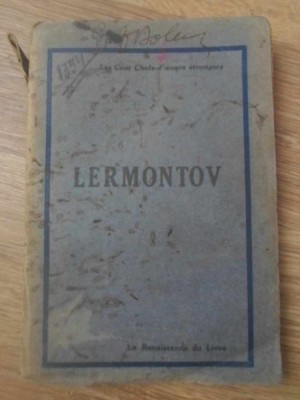 Les Cent Chefs-d'œuvre étrangers
LERMONTOV
La Renaissance du Livre